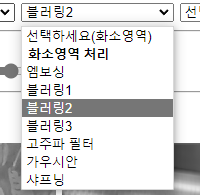 블러링2 선
선택하세요(화소영역)
화소영역 처리
엠보싱
블러링1
블러링2
블러링3
고주파 필터
가우시안
샤프닝